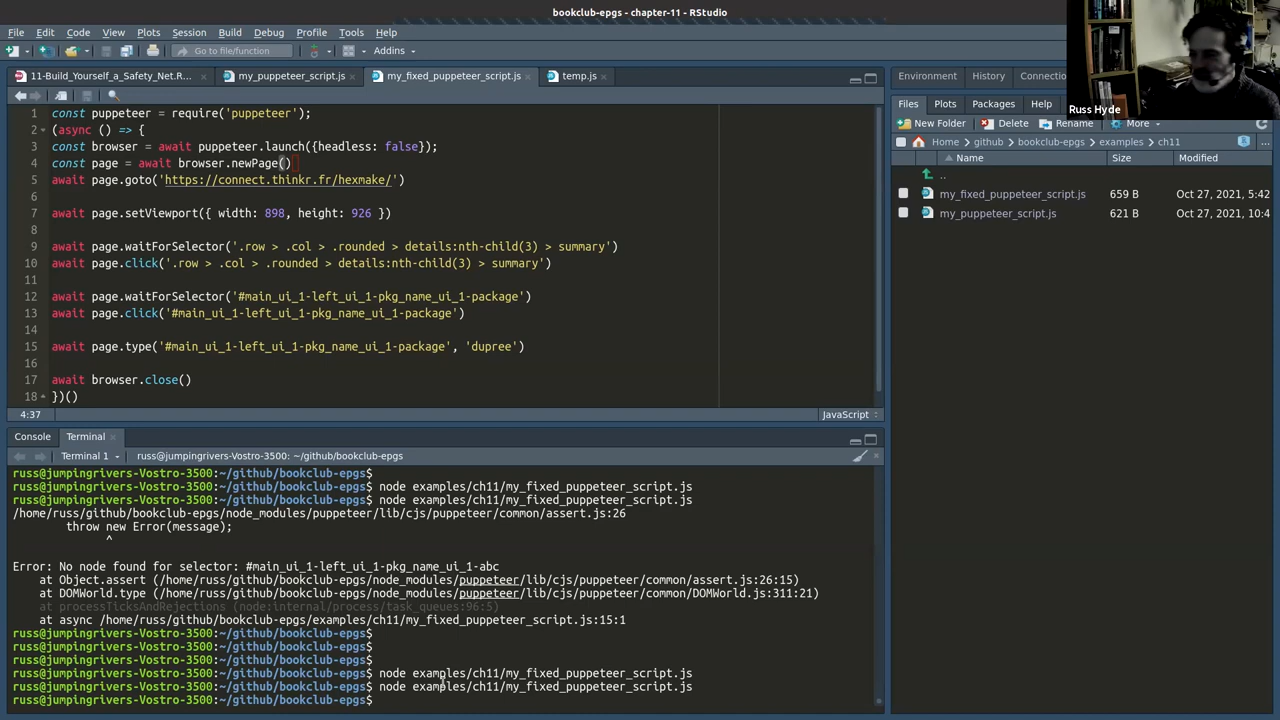 bookclub-epgs - chapter-11 - RStudio
File Edit Code View Plots Session Build Debug Profile Tools Help
Go to file/function Addins
11-Build_Yourself_a_Safety_Net.R... my_puppeteer_script.js my_fixed_puppeteer_script.js temp.js
1 const puppeteer = require('puppeteer');
2 (async () => {
3 const browser = await puppeteer.launch({headless: false});
4 const page = await browser.newPage()
5 await page.goto('https://connect.thinkr.fr/hexmake/')
6
7 await page.setViewport({ width: 898, height: 926 })
8
9 await page.waitForSelector('.row > .col > .rounded > details:nth-child(3) > summary')
10 await page.click('.row > .col > .rounded > details:nth-child(3) > summary')
11
12 await page.waitForSelector('#main_ui_1-left_ui_1-pkg_name_ui_1-package')
13 await page.click('#main_ui_1-left_ui_1-pkg_name_ui_1-package')
14
15 await page.type('#main_ui_1-left_ui_1-pkg_name_ui_1-package', 'dupree')
16
17 await browser.close()
18 })()
4:37 JavaScript
Console Terminal
Terminal 1 russ@jumpingrivers-Vostro-3500: ~/github/bookclub-epgs
russ@jumpingrivers-Vostro-3500:~/github/bookclub-epgs$
russ@jumpingrivers-Vostro-3500:~/github/bookclub-epgs$ node examples/ch11/my_fixed_puppeteer_script.js
russ@jumpingrivers-Vostro-3500:~/github/bookclub-epgs$ node examples/ch11/my_fixed_puppeteer_script.js
/home/russ/github/bookclub-epgs/node_modules/puppeteer/lib/cjs/puppeteer/common/assert.js:26
throw new Error(message);
^
Error: No node found for selector: #main_ui_1-left_ui_1-pkg_name_ui_1-abc
at Object.assert (/home/russ/github/bookclub-epgs/node_modules/puppeteer/lib/cjs/puppeteer/common/assert.js:26:15)
at DOMWorld.type (/home/russ/github/bookclub-epgs/node_modules/puppeteer/lib/cjs/puppeteer/common/DOMWorld.js:311:21)
at processTicksAndRejections (node:internal/process/task_queues:96:5)
at async /home/russ/github/bookclub-epgs/examples/ch11/my_fixed_puppeteer_script.js:15:1
russ@jumpingrivers-Vostro-3500:~/github/bookclub-epgs$
russ@jumpingrivers-Vostro-3500:~/github/bookclub-epgs$
russ@jumpingrivers-Vostro-3500:~/github/bookclub-epgs$
russ@jumpingrivers-Vostro-3500:~/github/bookclub-epgs$ node examples/ch11/my_fixed_puppeteer_script.js
russ@jumpingrivers-Vostro-3500:~/github/bookclub-epgs$ node examples/ch11/my_fixed_puppeteer_script.js
russ@jumpingrivers-Vostro-3500:~/github/bookclub-epgs$
Environment History Connectio
Russ Hyde
Files Plots Packages Help
New Folder Delete Rename More
Home github bookclub-epgs examples ch11
Name Size Modified
..
my_fixed_puppeteer_script.js 659 B Oct 27, 2021, 5:42
my_puppeteer_script.js 621 B Oct 27, 2021, 10:4